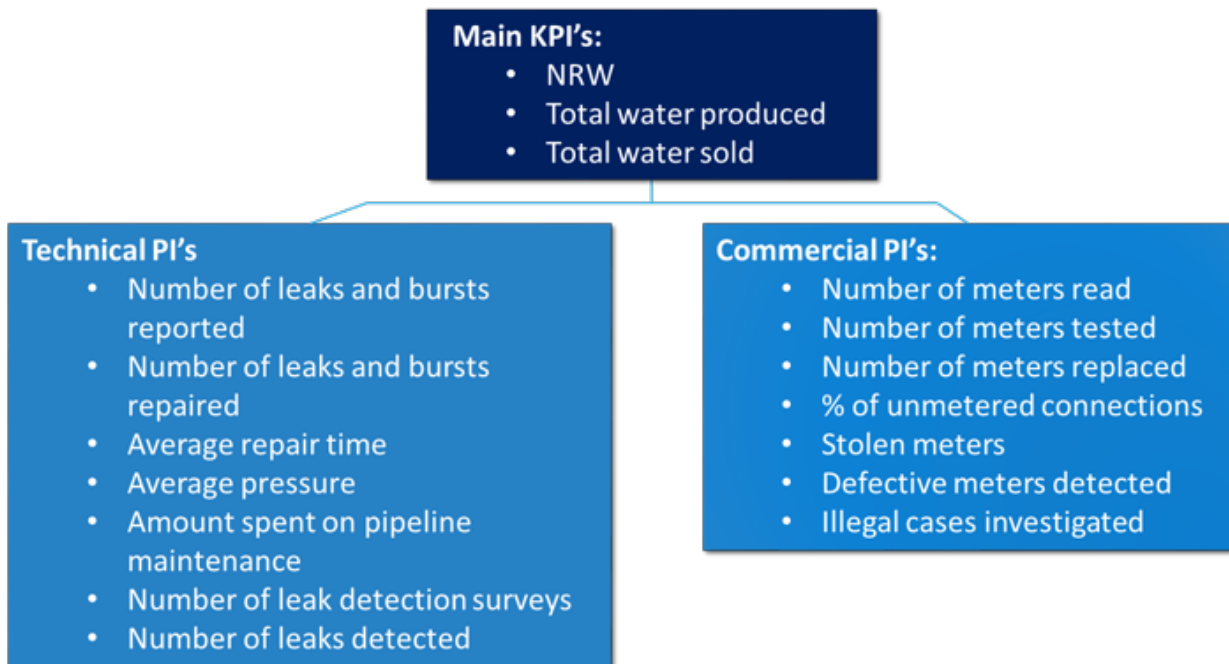 Main KPI's:
• NRW
• Total water produced
• Total water sold
Technical PI's
• Number of leaks and bursts
reported
• Number of leaks and bursts
repaired
• Average repair time
• Average pressure
• Amount spent on pipeline
maintenance
• Number of leak detection surveys
• Number of leaks detected
Commercial PI's:
• Number of meters read
• Number of meters tested
• Number of meters replaced
• % of unmetered connections
• Stolen meters
• Defective meters detected
• Illegal cases investigated